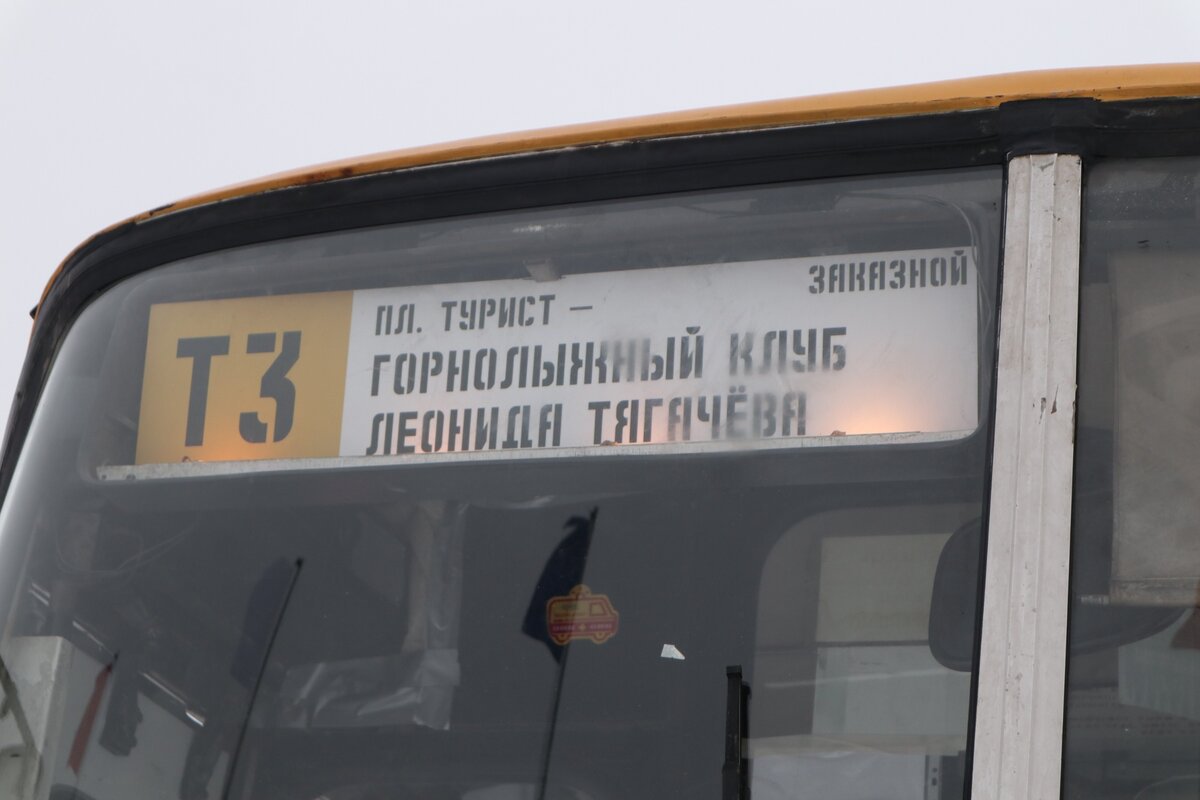 Т3
ЗАКАЗНОЙ
ПЛ. ТУРИСТ –
ГОРНОЛЫЖНЫЙ КЛУБ
ЛЕОНИДА ТЯГАЧЁВА